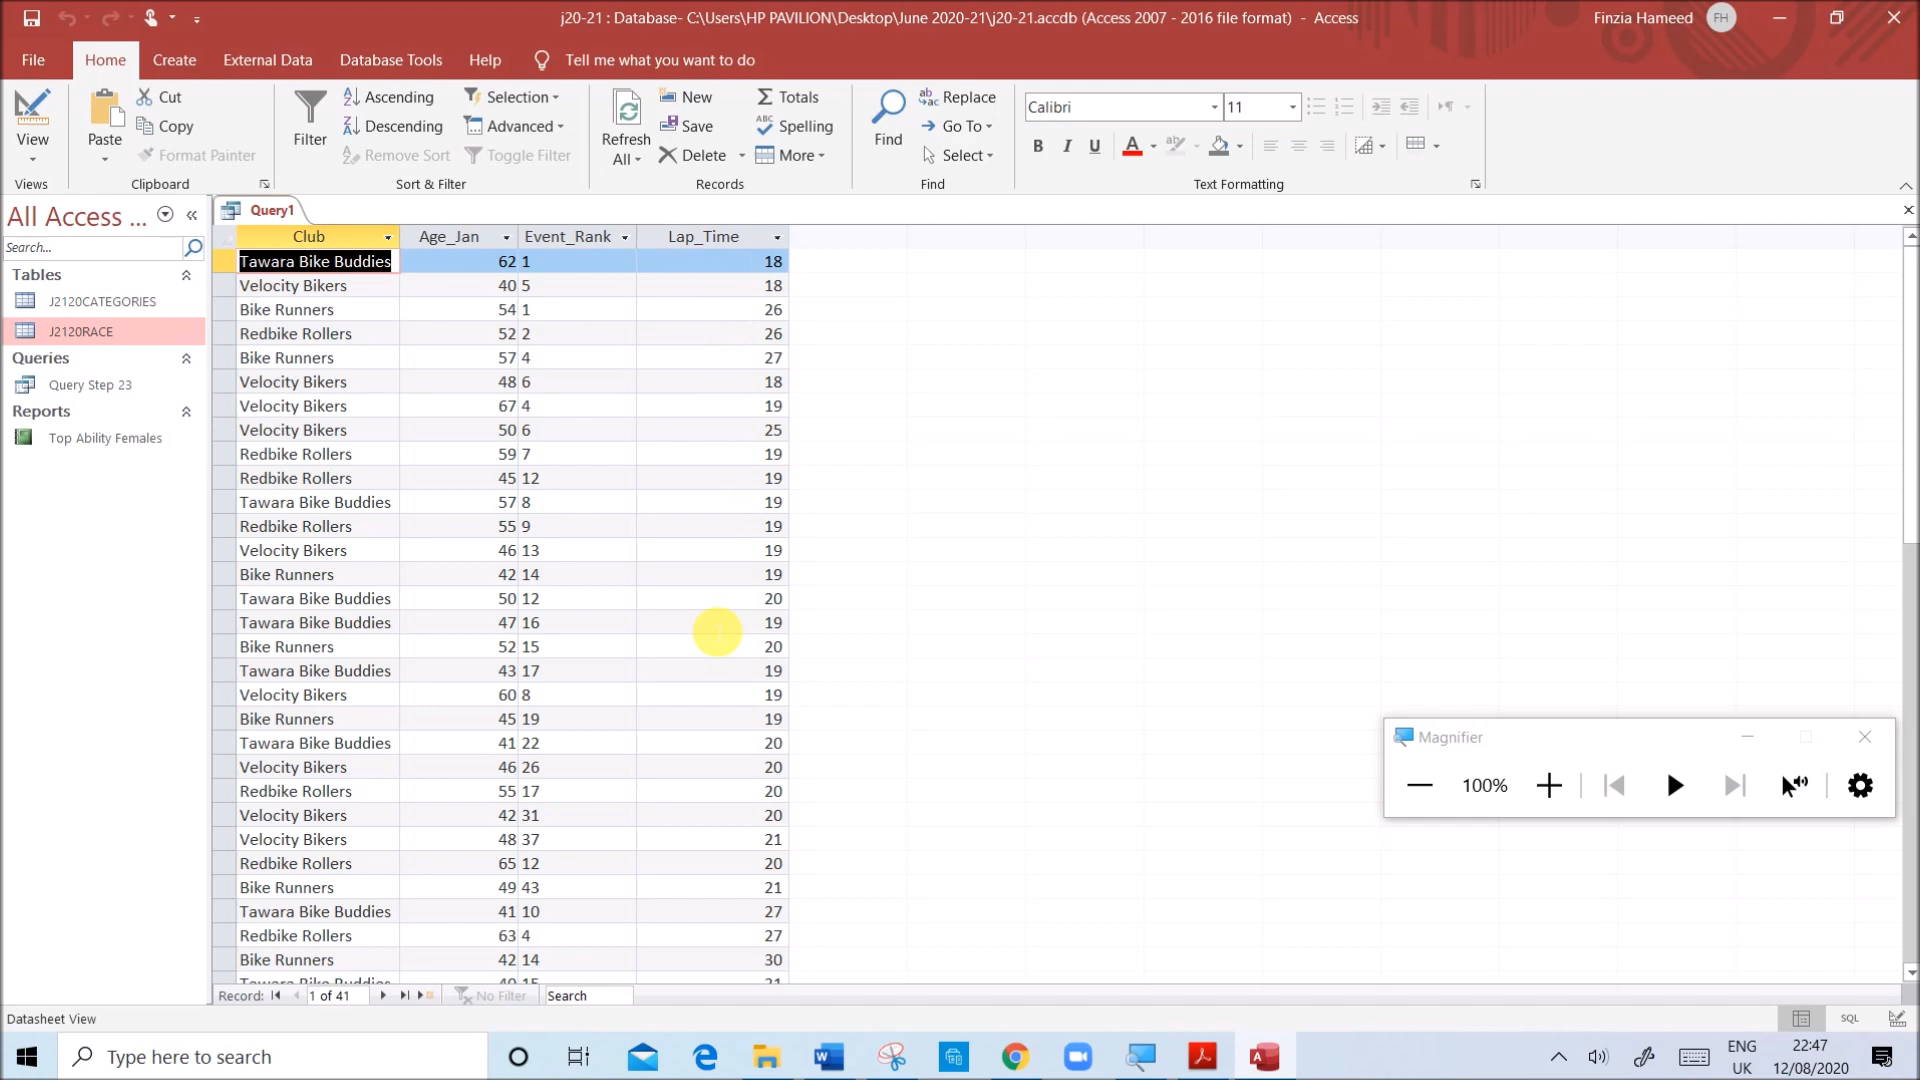 j20-21 : Database- C:\Users\HP PAVILION\Desktop\June 2020-21\j20-21.accdb (Access 2007 - 2016 file format) - Access
Finzia Hameed FH
File Home Create External Data Database Tools Help Tell me what you want to do
View
Views
Paste
Cut
Copy
Format Painter
Clipboard
Filter
Ascending
Descending
Remove Sort
Selection
Advanced
Toggle Filter
Sort & Filter
Refresh
All
New
Save
Delete
Totals
Spelling
More
Records
Find
Replace
Go To
Select
Find
Calibri 11
B I U A
Text Formatting
All Access ...
Search...
Tables
J2120CATEGORIES
J2120RACE
Queries
Query Step 23
Reports
Top Ability Females
Query1
Club Age_Jan Event_Rank Lap_Time
Tawara Bike Buddies 62 1 18
Velocity Bikers 40 5 18
Bike Runners 54 1 26
Redbike Rollers 52 2 26
Bike Runners 57 4 27
Velocity Bikers 48 6 18
Velocity Bikers 67 4 19
Velocity Bikers 50 6 25
Redbike Rollers 59 7 19
Redbike Rollers 45 12 19
Tawara Bike Buddies 57 8 19
Redbike Rollers 55 9 19
Velocity Bikers 46 13 19
Bike Runners 42 14 19
Tawara Bike Buddies 50 12 20
Tawara Bike Buddies 47 16 19
Bike Runners 52 15 20
Tawara Bike Buddies 43 17 19
Velocity Bikers 60 8 19
Bike Runners 45 19 19
Tawara Bike Buddies 41 22 20
Velocity Bikers 46 26 20
Redbike Rollers 55 17 20
Velocity Bikers 42 31 20
Velocity Bikers 48 37 21
Redbike Rollers 65 12 20
Bike Runners 49 43 21
Tawara Bike Buddies 41 10 27
Redbike Rollers 63 4 27
Bike Runners 42 14 30
Tawara Bike Buddies
Magnifier
100%
Record: 1 of 41 No Filter Search
Datasheet View
SQL
Type here to search
ENG
UK
22:47
12/08/2020